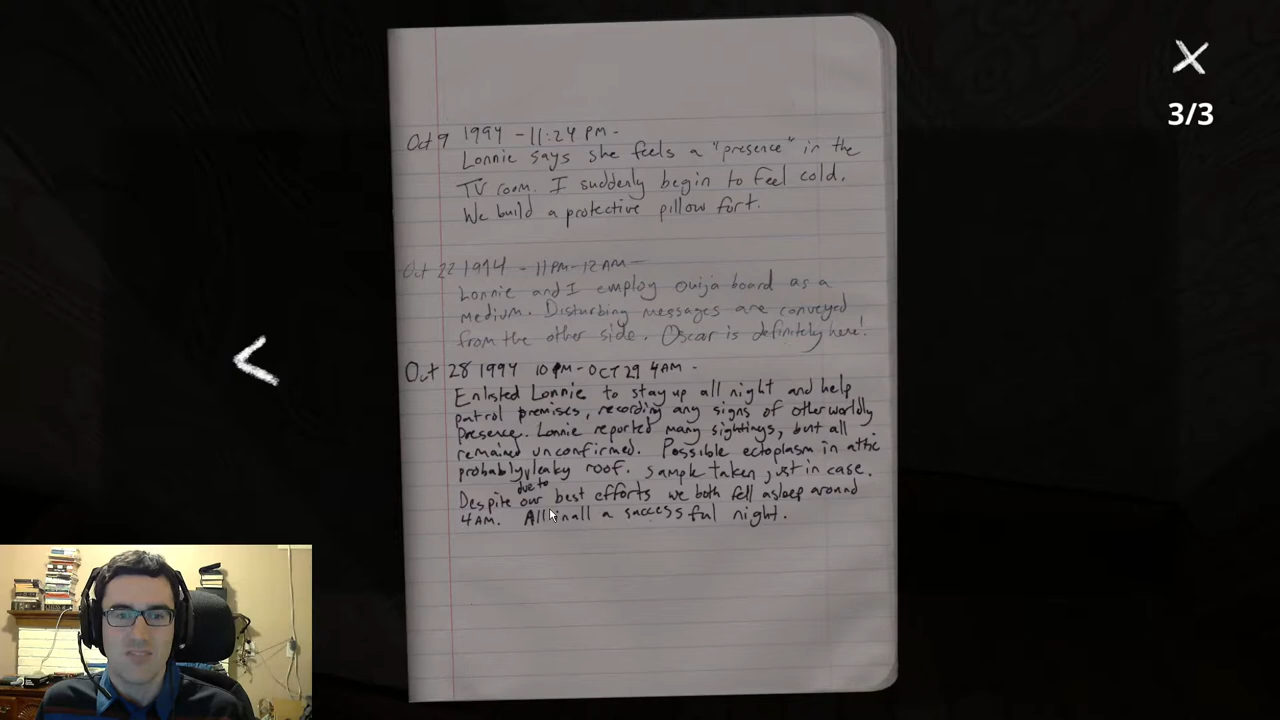 3/3
Oct 9 1994 - 11:24 PM -
Lonnie says she feels a "presence" in the
TV room. I suddenly begin to feel cold.
We build a protective pillow fort.
Oct 22 1994 - 11PM-12AM-
Lonnie and I employ ouija board as a
medium. Disturbing messages are conveyed
from the other side. Oscar is definitely here!
Oct 28 1994 10PM - OCT 29 4AM -
Enlisted Lonnie to stay up all night and help
patrol premises, recording any signs of otherworldly
presence. Lonnie reported many sightings, but all
remained unconfirmed. Possible ectoplasm in attic
probably leaky roof. Sample taken, just in case.
due to
Despite our best efforts we both fell asleep around
4AM. All in all a successful night.